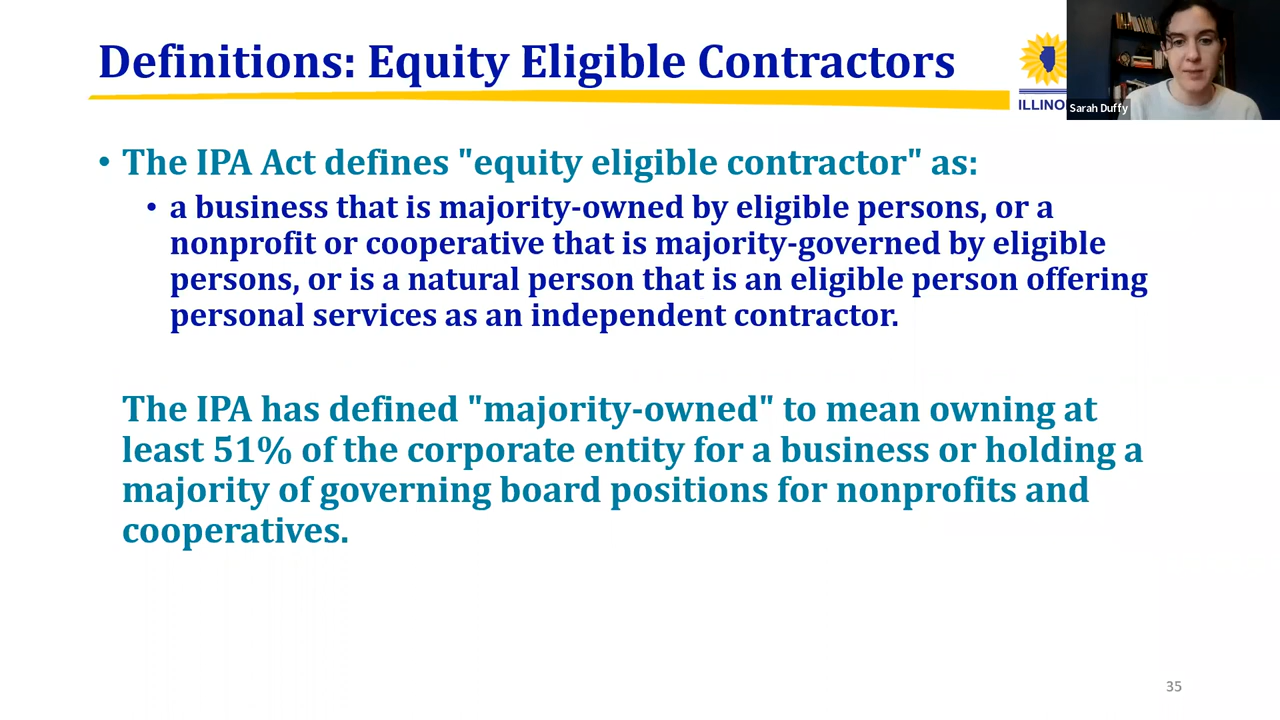 Definitions: Equity Eligible Contractors
ILLINO
Sarah Duffy
• The IPA Act defines "equity eligible contractor" as:
• a business that is majority-owned by eligible persons, or a
nonprofit or cooperative that is majority-governed by eligible
persons, or is a natural person that is an eligible person offering
personal services as an independent contractor.
The IPA has defined "majority-owned" to mean owning at
least 51% of the corporate entity for a business or holding a
majority of governing board positions for nonprofits and
cooperatives.
35